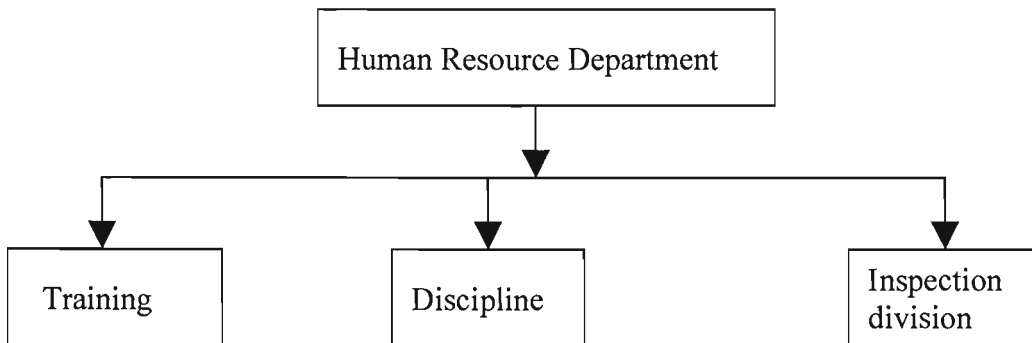 Human Resource Department
Training
Discipline
Inspection
division